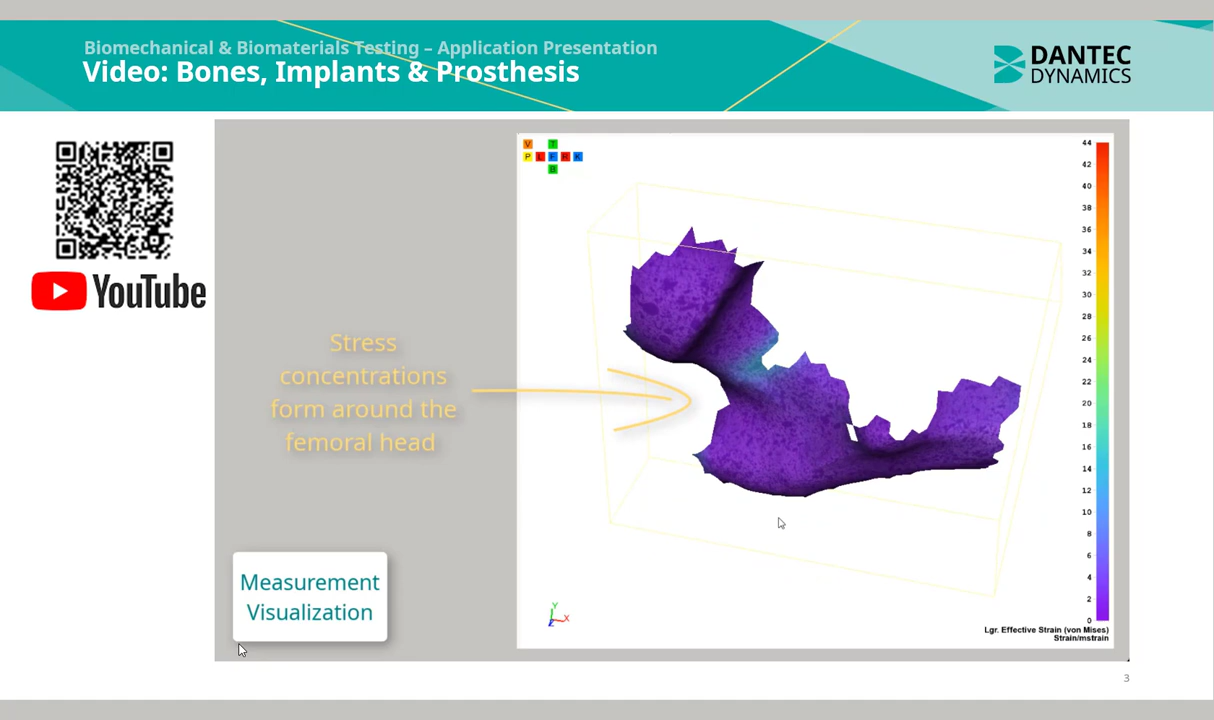 Biomechanical & Biomaterials Testing – Application Presentation
Video: Bones, Implants & Prosthesis
DANTEC
DYNAMICS
YouTube
Stress
concentrations
form around the
femoral head
Measurement
Visualization
V T
P L F R K
B
44
42
40
38
36
34
32
30
28
26
24
22
20
18
16
14
12
10
8
6
4
2
0
Y
X
Z
Lgr. Effective Strain (von Mises)
Strain/mstrain
3